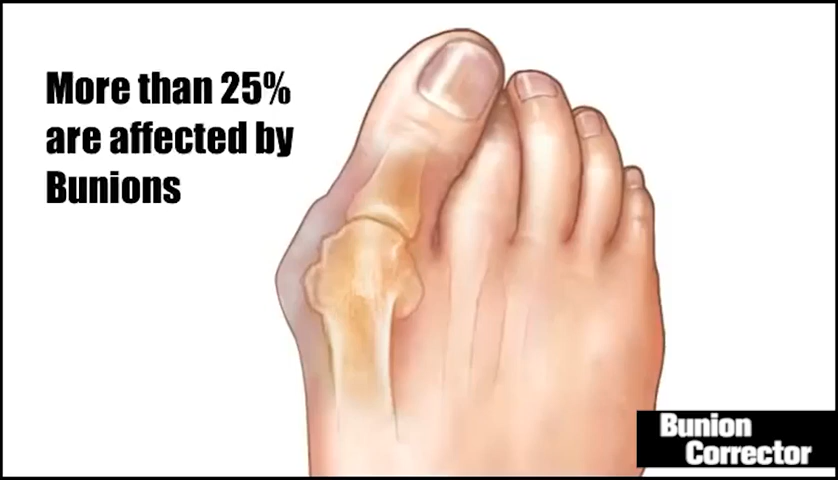 More than 25%
are affected by
Bunions
Bunion
Corrector